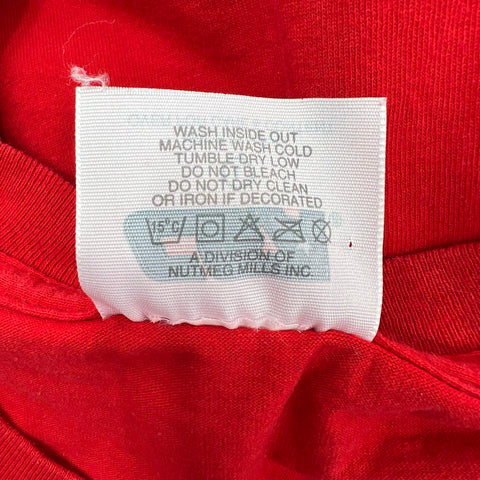 WASH INSIDE OUT
MACHINE WASH COLD
TUMBLE DRY LOW
DO NOT BLEACH
DO NOT DRY CLEAN
OR IRON IF DECORATED
15°C
A DIVISION OF
NUTMEG MILLS INC.